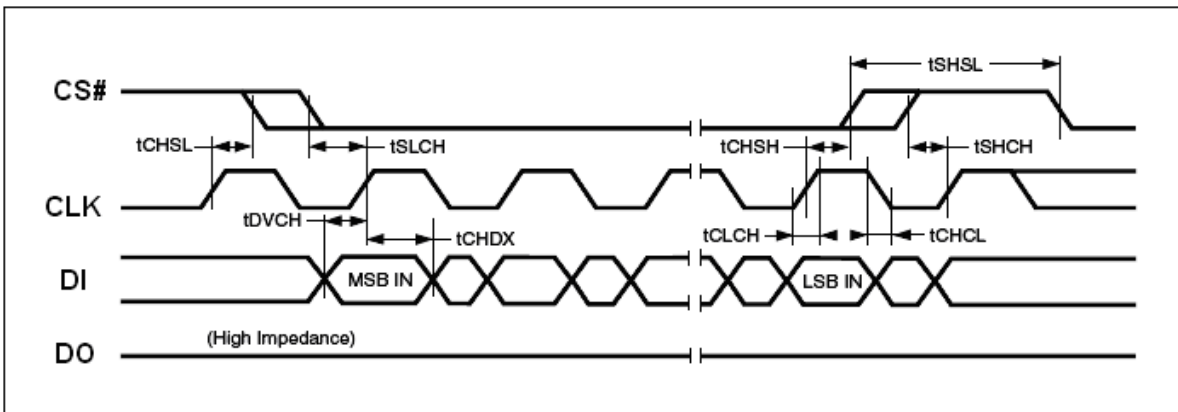 tSHSL
CS#
tCHSL
tSLCH
tCHSH
tSHCH
CLK
tDVCH
tCHDX
tCLCH
tCHCL
DI
MSB IN
LSB IN
(High Impedance)
DO